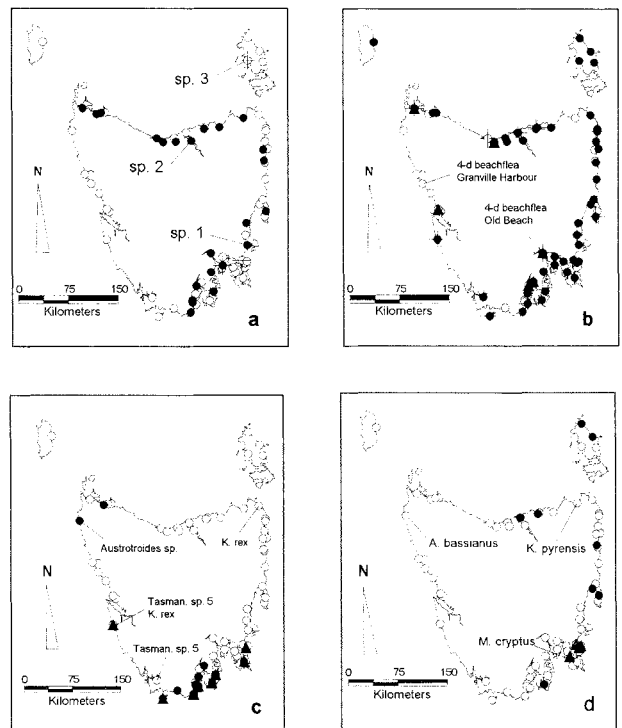 sp. 3
sp. 2
sp. 1
N
0 75 150
Kilometers
a
4-d beachflea
Granville Harbour
4-d beachflea
Old Beach
N
0 75 150
Kilometers
b
Austrotroides sp.
K. rex
Tasman. sp. 5
K. rex
Tasman. sp. 5
N
0 75 150
Kilometers
c
A. bassianus
K. pyrensis
M. cryptus
N
0 75 150
Kilometers
d